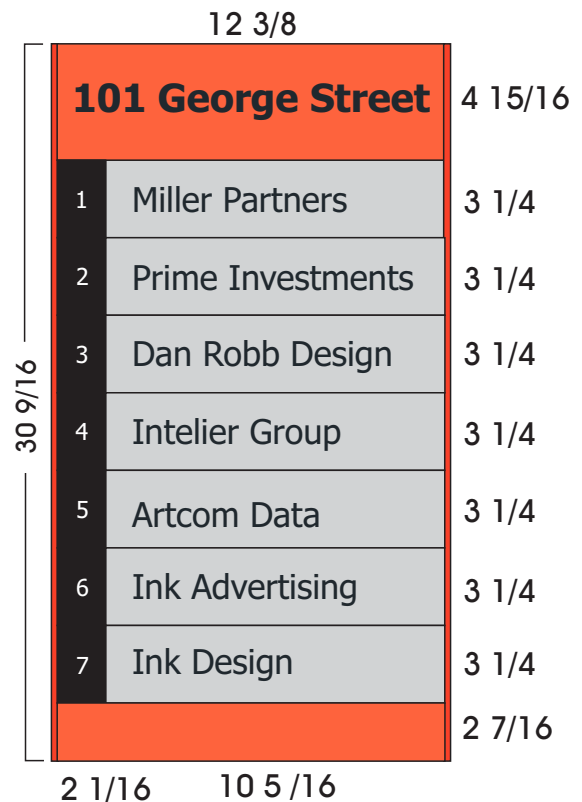 12 3/8
101 George Street 4 15/16
1 Miller Partners 3 1/4
2 Prime Investments 3 1/4
3 Dan Robb Design 3 1/4
30 9/16
4 Intelier Group 3 1/4
5 Artcom Data 3 1/4
6 Ink Advertising 3 1/4
7 Ink Design 3 1/4
2 7/16
2 1/16 10 5 /16